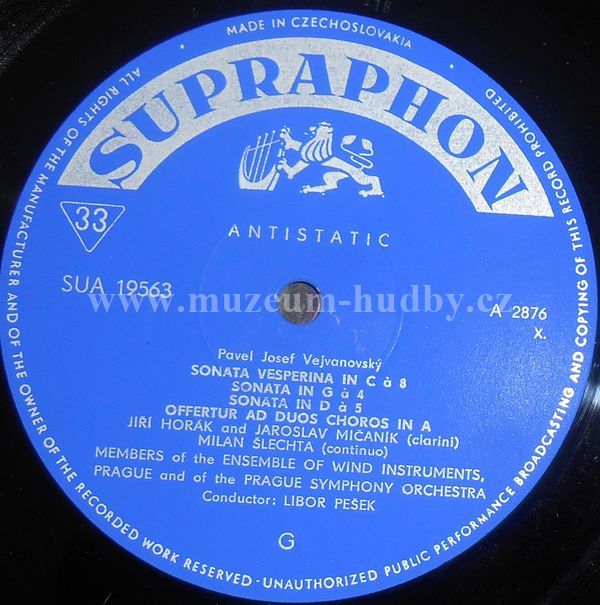 MADE IN CZECHOSLOVAKIA
ALL RIGHTS OF THE MANUFACTURER AND OF THE OWNER OF THE RECORDED WORK RESERVED - UNAUTHORIZED PUBLIC PERFORMANCE BROADCASTING AND COPYING OF THIS RECORD PROHIBITED
SUPRAPHON
33
ANTISTATIC
SUA 19563
A 2876
X.
www.muzeum-hudby.cz
Pavel Josef Vejvanovský
SONATA VESPERINA IN C à 8
SONATA IN G à 4
SONATA IN D à 5
OFFERTUR AD DUOS CHOROS IN A
JIŘÍ HORÁK and JAROSLAV MIČANÍK (clarini)
MILAN ŠLECHTA (continuo)
MEMBERS of the ENSEMBLE OF WIND INSTRUMENTS,
PRAGUE and of the PRAGUE SYMPHONY ORCHESTRA
Conductor: LIBOR PEŠEK
G